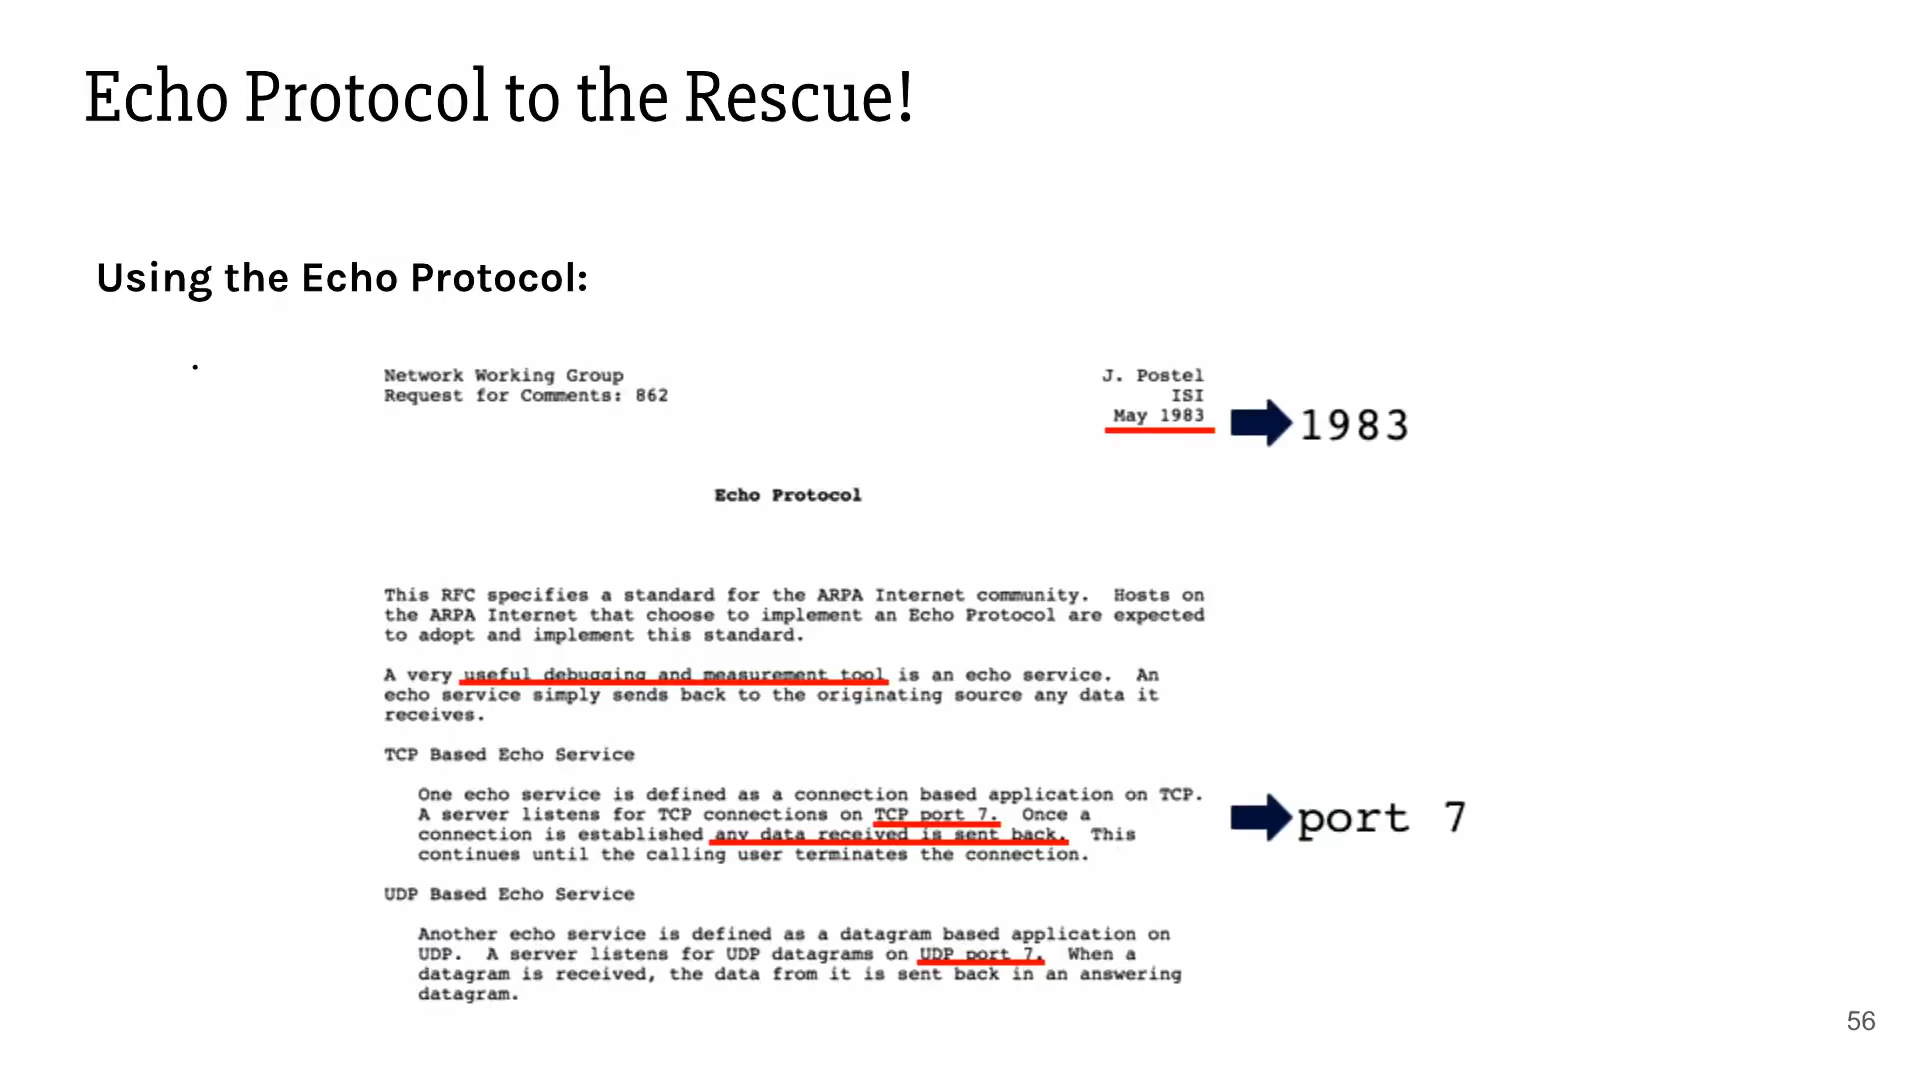 Echo Protocol to the Rescue!
Using the Echo Protocol:
Network Working Group
J. Postel
Request for Comments: 862
ISI
May 1983
1983
Echo Protocol
This RFC specifies a standard for the ARPA Internet community. Hosts on
the ARPA Internet that choose to implement an Echo Protocol are expected
to adopt and implement this standard.
A very useful debugging and measurement tool is an echo service. An
echo service simply sends back to the originating source any data it
receives.
TCP Based Echo Service
One echo service is defined as a connection based application on TCP.
A server listens for TCP connections on TCP port 7. Once a
connection is established any data received is sent back. This
continues until the calling user terminates the connection.
port 7
UDP Based Echo Service
Another echo service is defined as a datagram based application on
UDP. A server listens for UDP datagrams on UDP port 7. When a
datagram is received, the data from it is sent back in an answering
datagram.
56